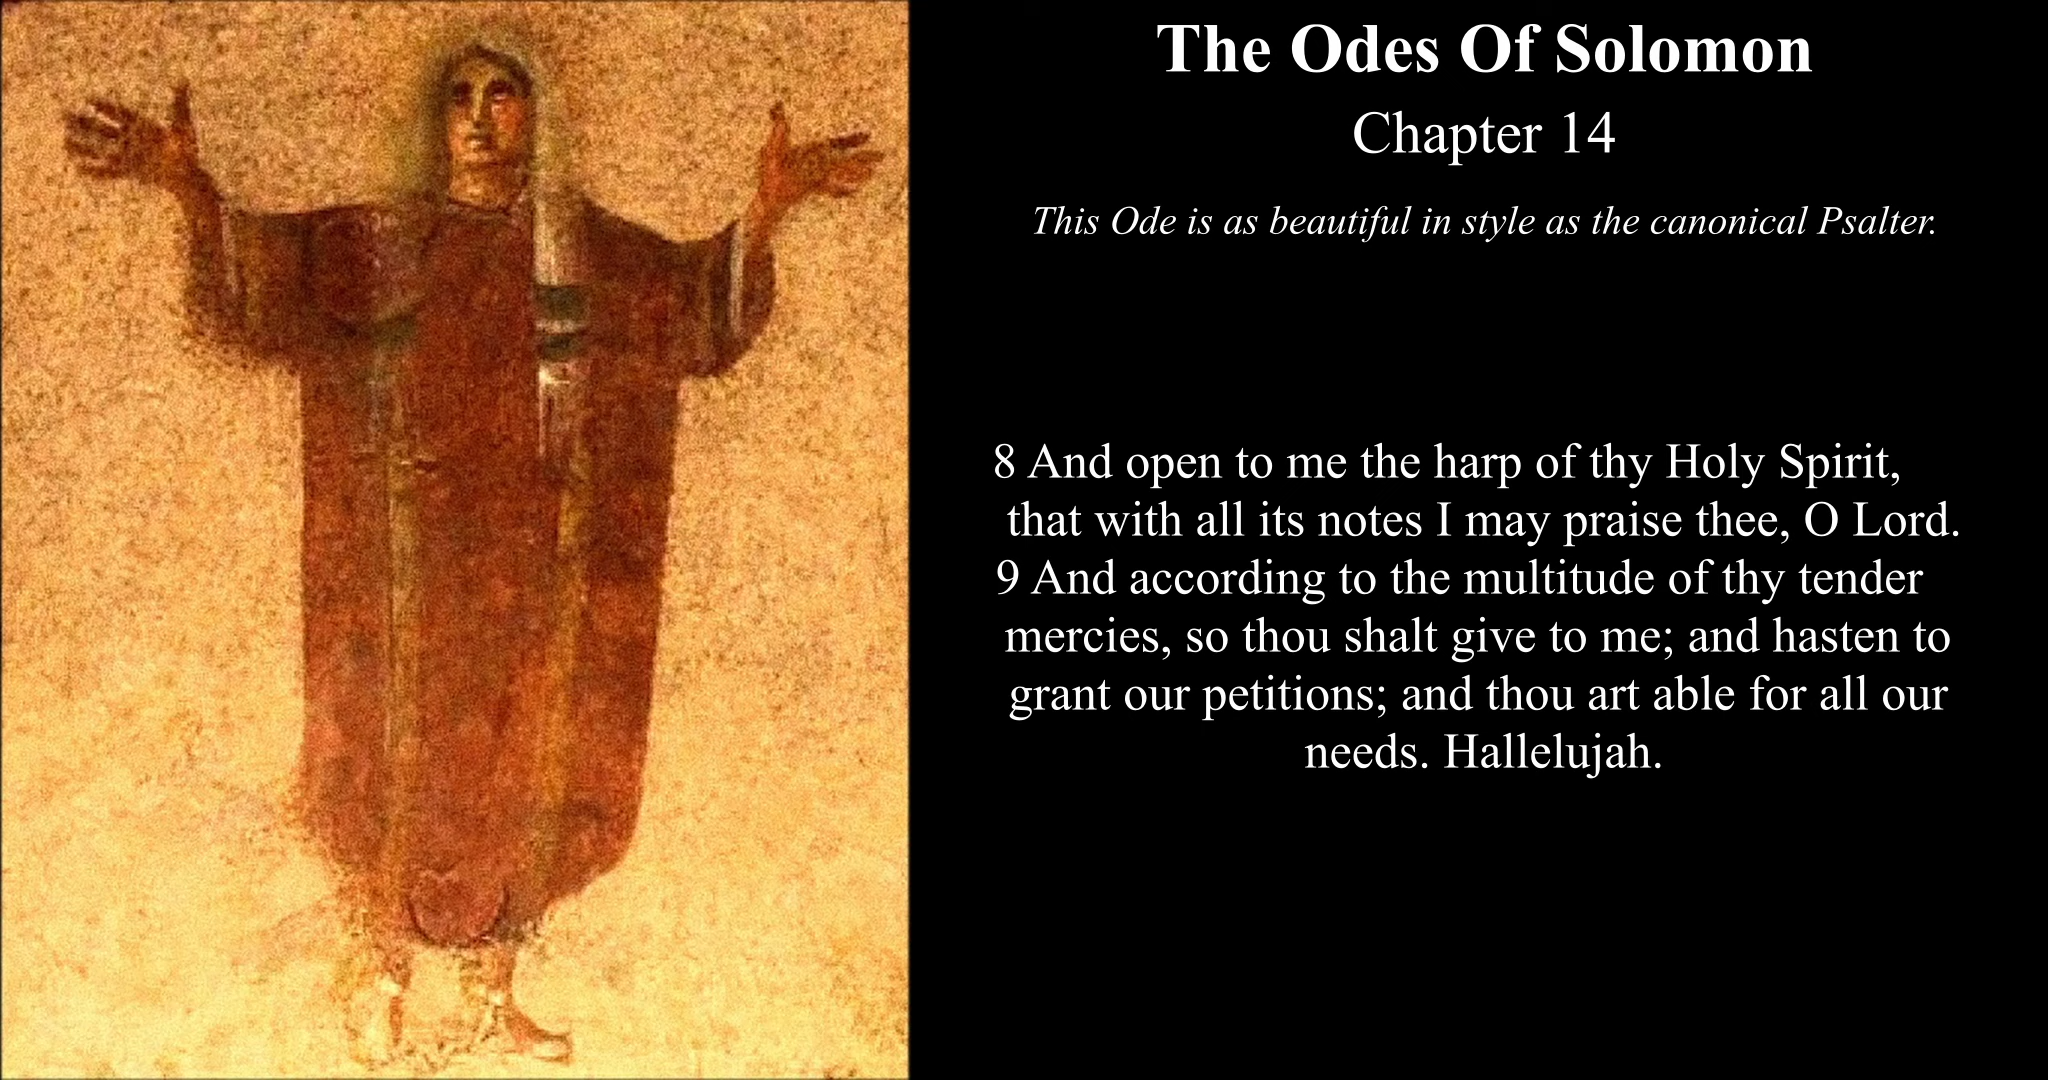 The Odes Of Solomon
Chapter 14
This Ode is as beautiful in style as the canonical Psalter.
8 And open to me the harp of thy Holy Spirit,
that with all its notes I may praise thee, O Lord.
9 And according to the multitude of thy tender
mercies, so thou shalt give to me; and hasten to
grant our petitions; and thou art able for all our
needs. Hallelujah.